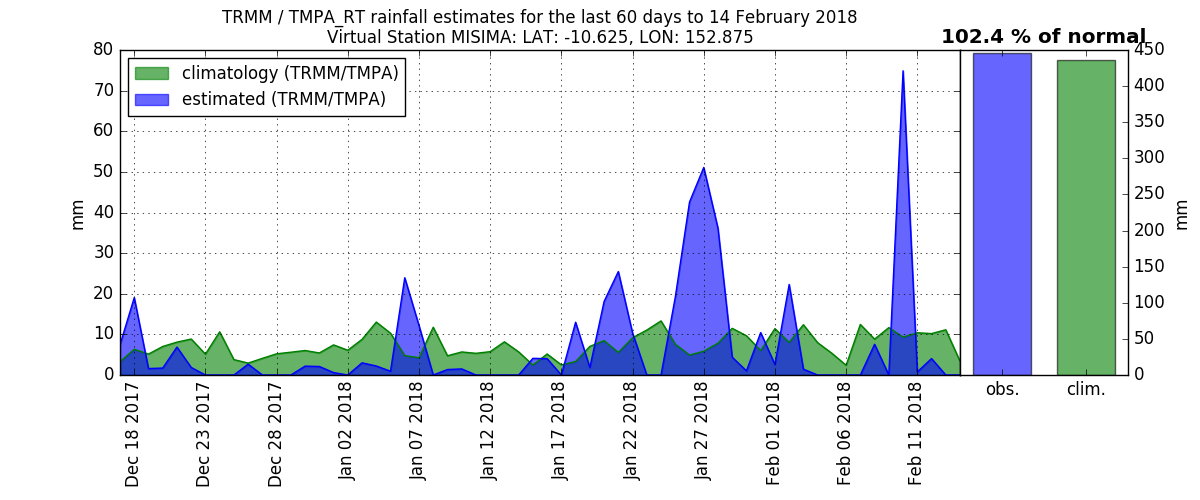 TRMM / TMPA_RT rainfall estimates for the last 60 days to 14 February 2018
Virtual Station MISIMA: LAT: -10.625, LON: 152.875
102.4 % of normal
climatology (TRMM/TMPA)
estimated (TRMM/TMPA)
80
70
60
50
40
30
20
10
0
mm
Dec 18 2017
Dec 23 2017
Dec 28 2017
Jan 02 2018
Jan 07 2018
Jan 12 2018
Jan 17 2018
Jan 22 2018
Jan 27 2018
Feb 01 2018
Feb 06 2018
Feb 11 2018
450
400
350
300
250
200
150
100
50
0
mm
obs.
clim.